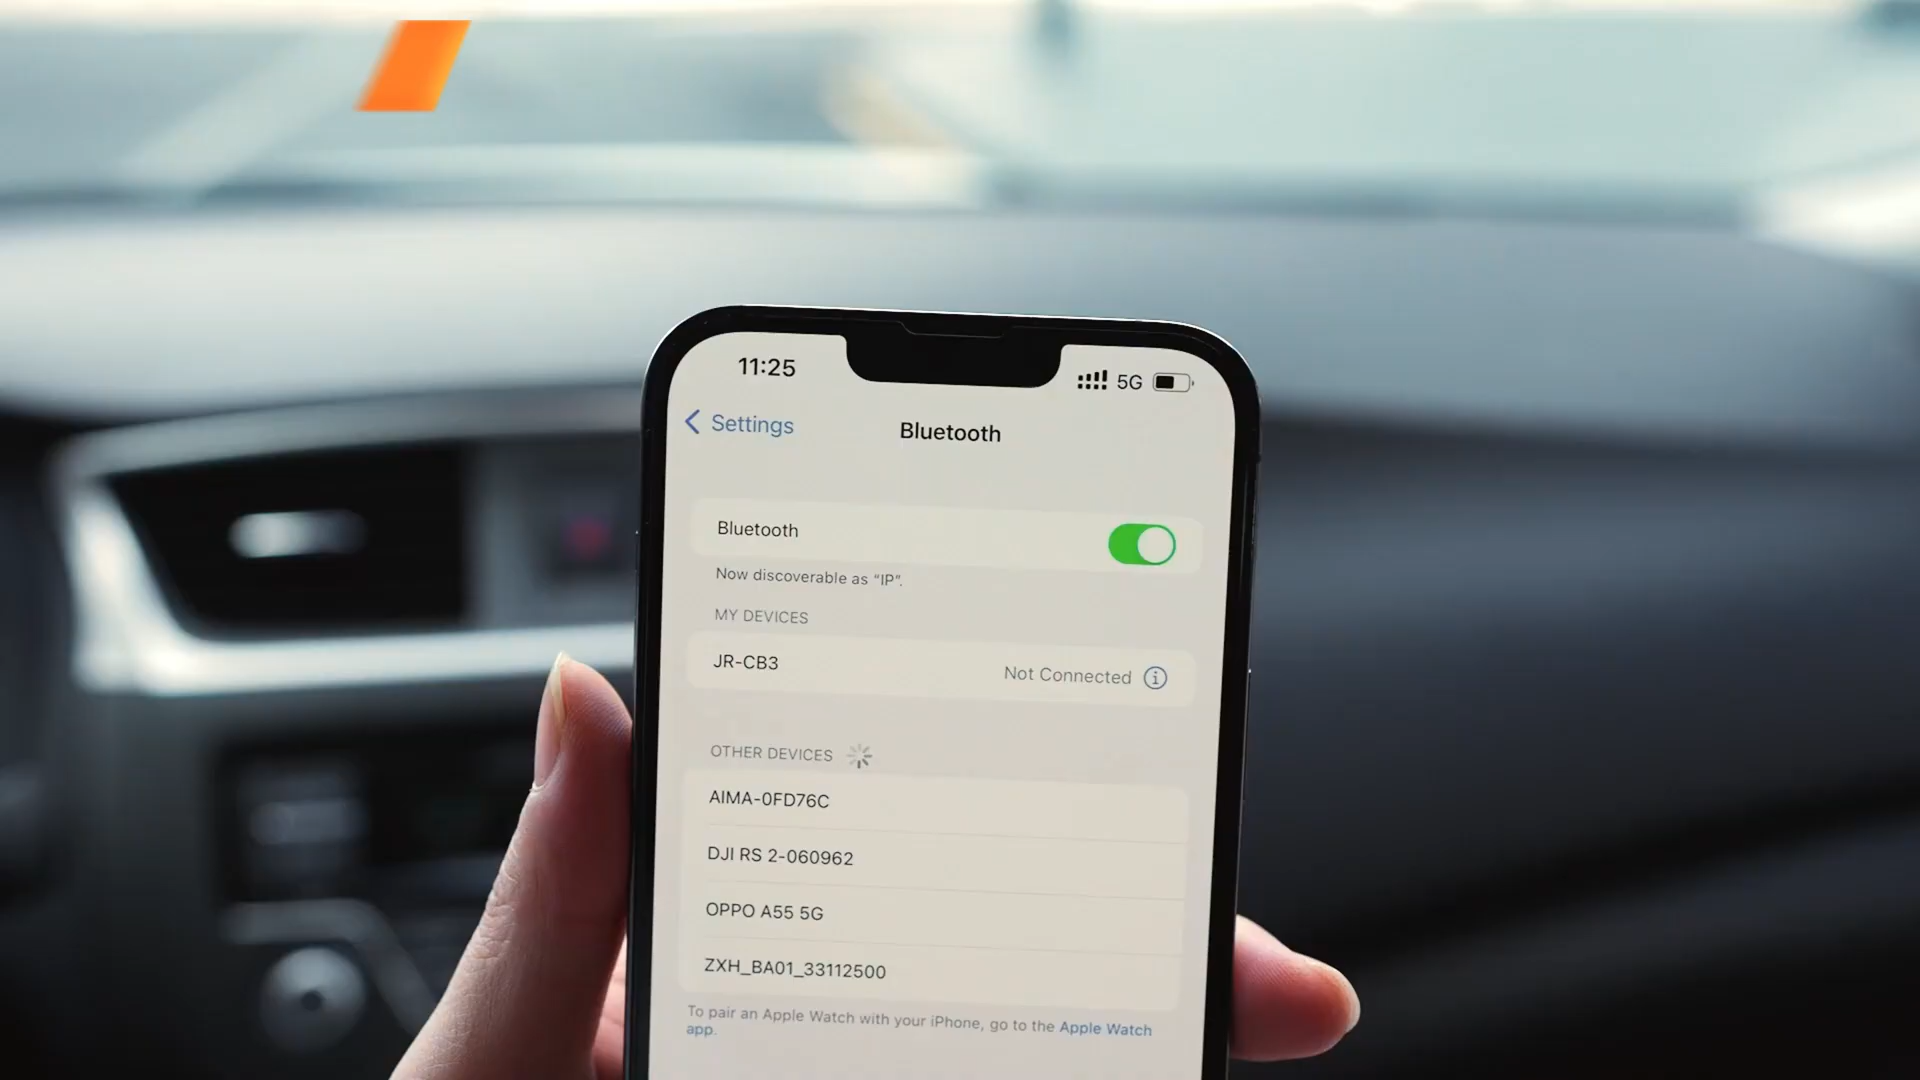 11:25
5G
Settings
Bluetooth
Bluetooth
Now discoverable as “IP”.
MY DEVICES
JR-CB3
Not Connected
OTHER DEVICES
AIMA-0FD76C
DJI RS 2-060962
OPPO A55 5G
ZXH_BA01_33112500
To pair an Apple Watch with your iPhone, go to the Apple Watch
app.